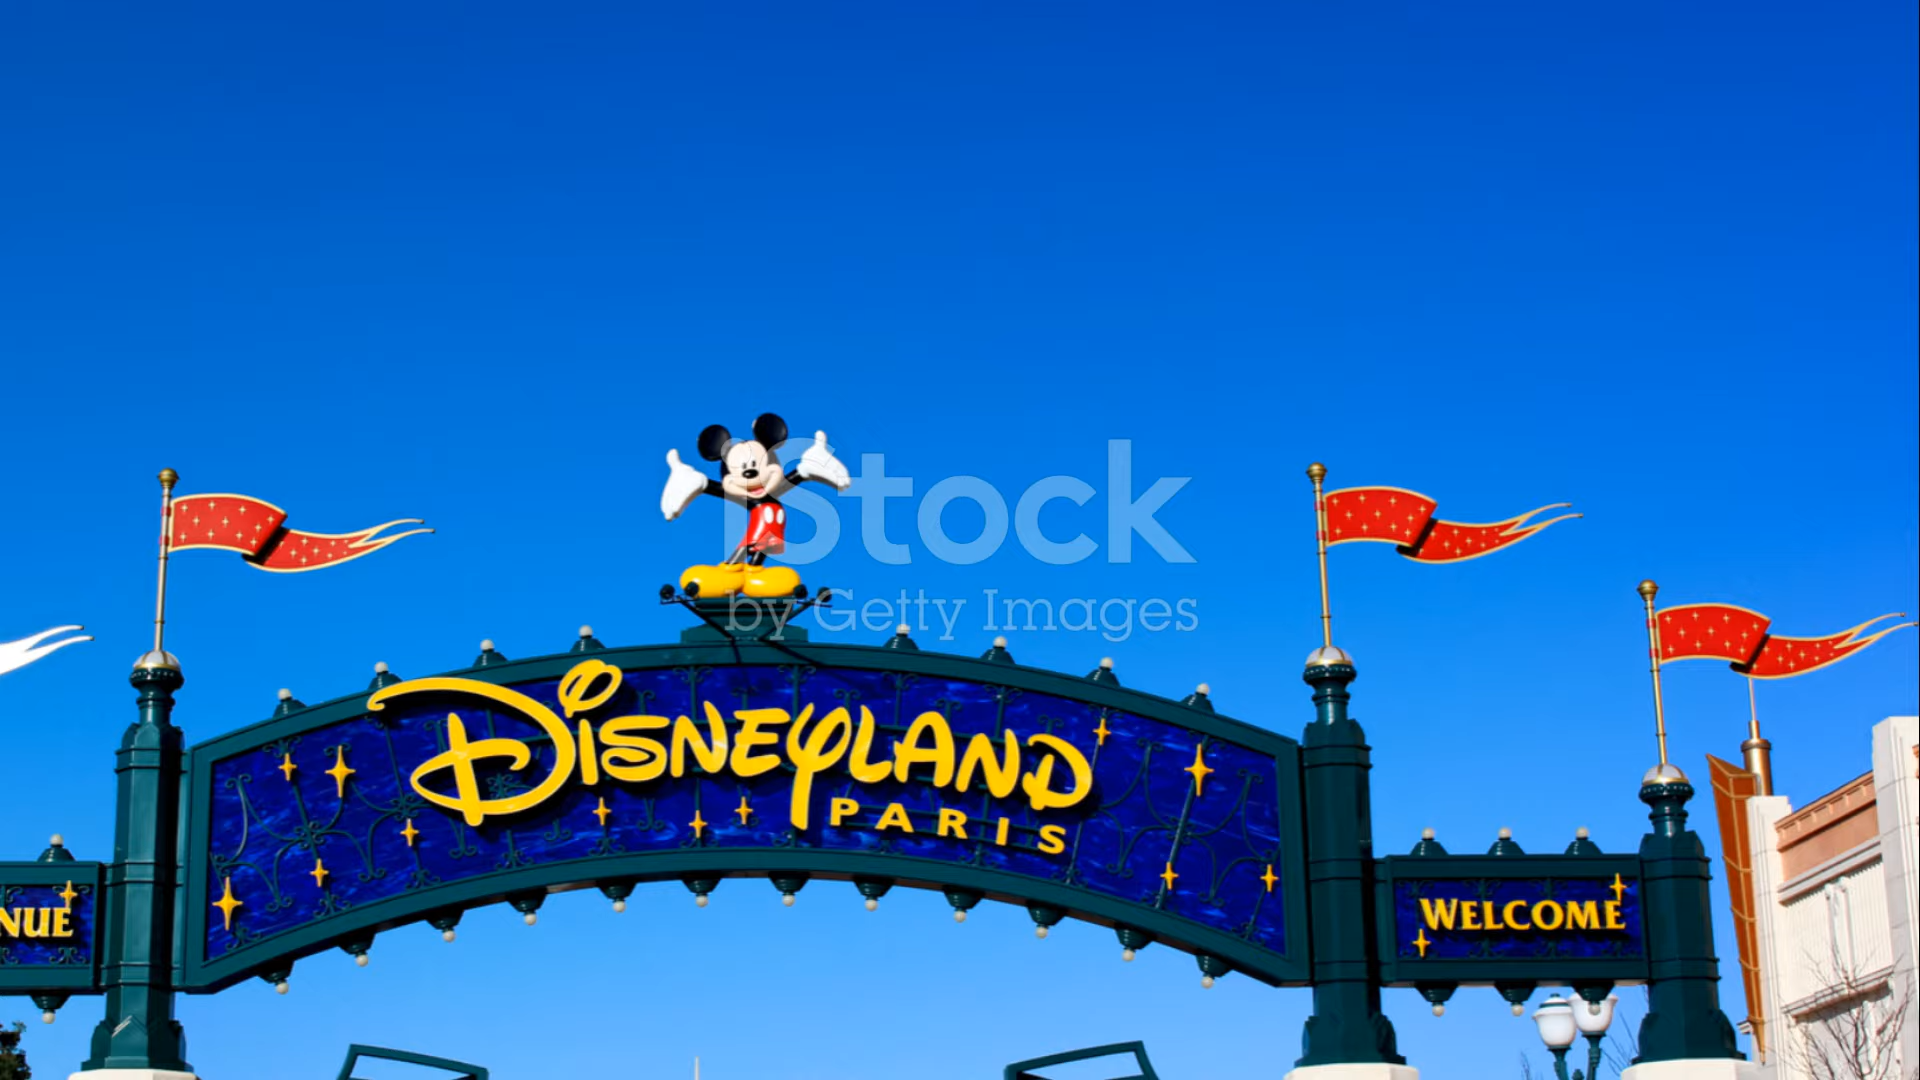 iStock
by Getty Images
DISNEYLAND
PARIS
NUE
WELCOME